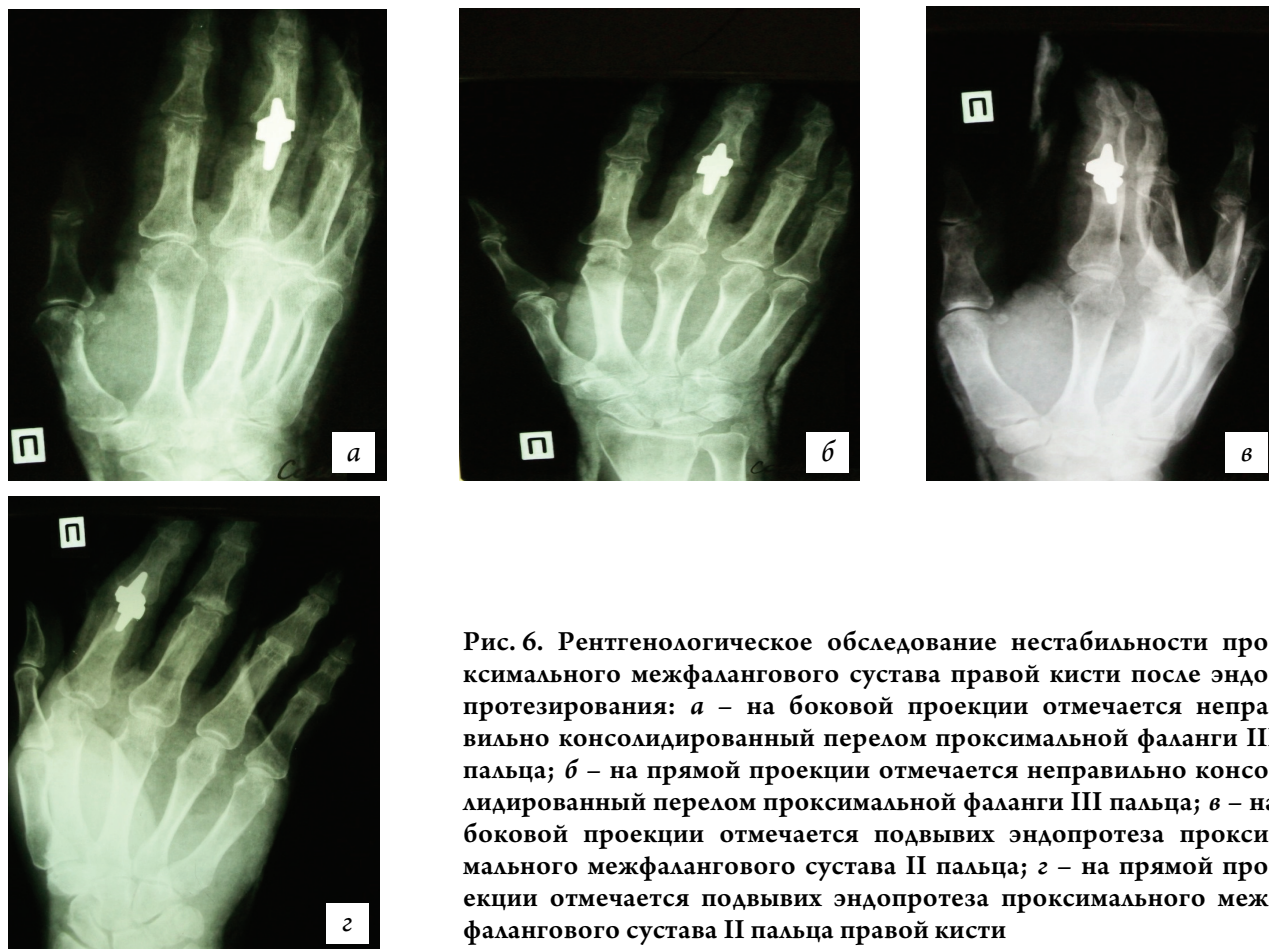 П
а
П
б
П
в
П
г
Рис. 6. Рентгенологическое обследование нестабильности про
ксимального межфалангового сустава правой кисти после эндо
протезирования: а – на боковой проекции отмечается непра
вильно консолидированный перелом проксимальной фаланги III
пальца; б – на прямой проекции отмечается неправильно консо
лидированный перелом проксимальной фаланги III пальца; в – на
боковой проекции отмечается подвывих эндопротеза прокси
мального межфалангового сустава II пальца; г – на прямой про
екции отмечается подвывих эндопротеза проксимального меж
фалангового сустава II пальца правой кисти